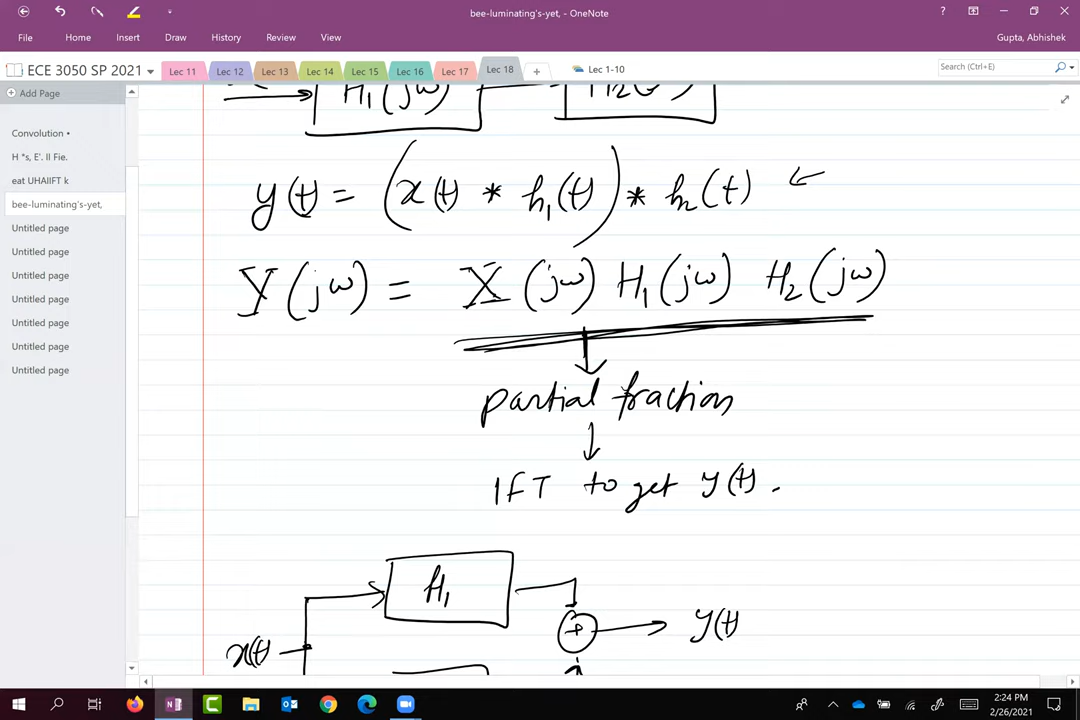 bee-luminating's-yet, - OneNote
Gupta, Abhishek
File Home Insert Draw History Review View
ECE 3050 SP 2021
Lec 11 Lec 12 Lec 13 Lec 14 Lec 15 Lec 16 Lec 17 Lec 18 Lec 1-10
Search (Ctrl+E)
Add Page
Convolution •
H *s, E'. II Fie.
eat UHAIIFT k
bee-luminating's-yet,
Untitled page
Untitled page
Untitled page
Untitled page
Untitled page
Untitled page
Untitled page
H₁(jω)
y(t) = (x(t) * h₁(t)) * h₂(t) ←
Y(jω) = X(jω) H₁(jω) H₂(jω)
↓
partial fraction
↓
IFT to get y(t).
H₁
+ → y(t)
x(t)
2:24 PM
2/26/2021